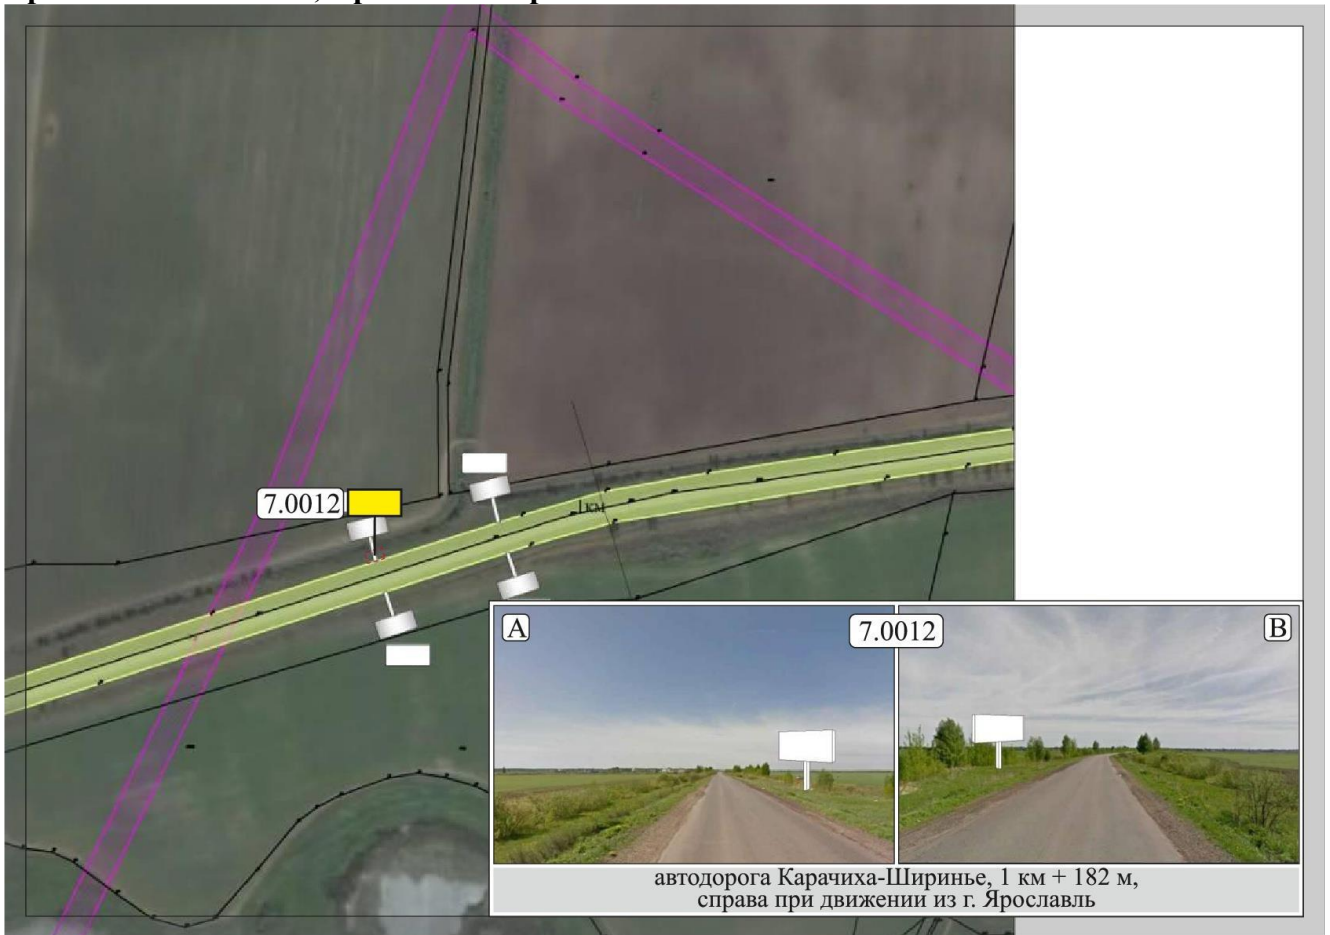 7.0012
1км
A
7.0012
B
автодорога Карачиха-Ширинье, 1 км + 182 м,
справа при движении из г. Ярославль